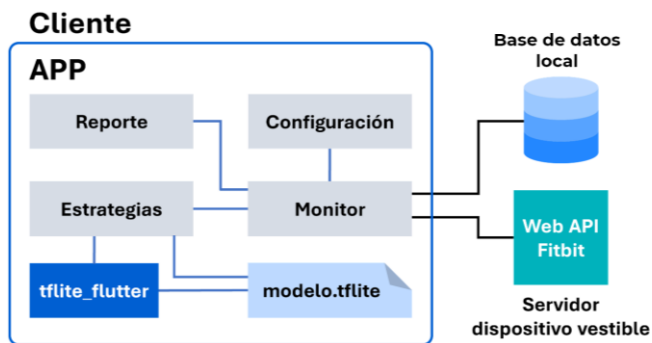 Cliente
APP
Reporte
Configuración
Estrategias
Monitor
tflite_flutter
modelo.tflite
Base de datos
local
Web API
Fitbit
Servidor
dispositivo vestible